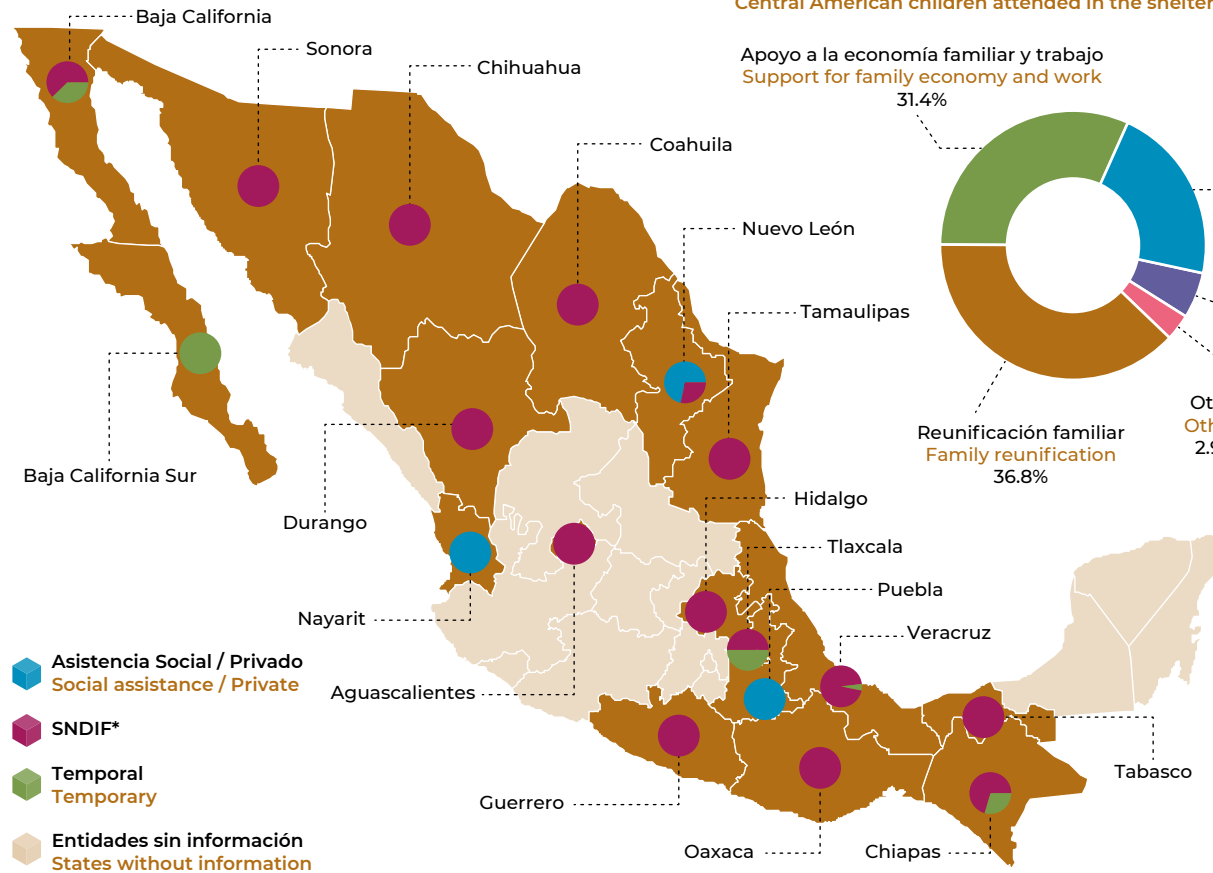 Central American children attended in the shelter
Baja California
Sonora
Chihuahua
Coahuila
Nuevo León
Tamaulipas
Apoyo a la economía familiar y trabajo
Support for family economy and work
31.4%
Reunificación familiar
Family reunification
36.8%
Baja California Sur
Durango
Hidalgo
Tlaxcala
Puebla
Veracruz
Nayarit
Aguascalientes
Guerrero
Oaxaca
Chiapas
Tabasco
Asistencia Social / Privado
Social assistance / Private
SNDIF*
Temporal
Temporary
Entidades sin información
States without information